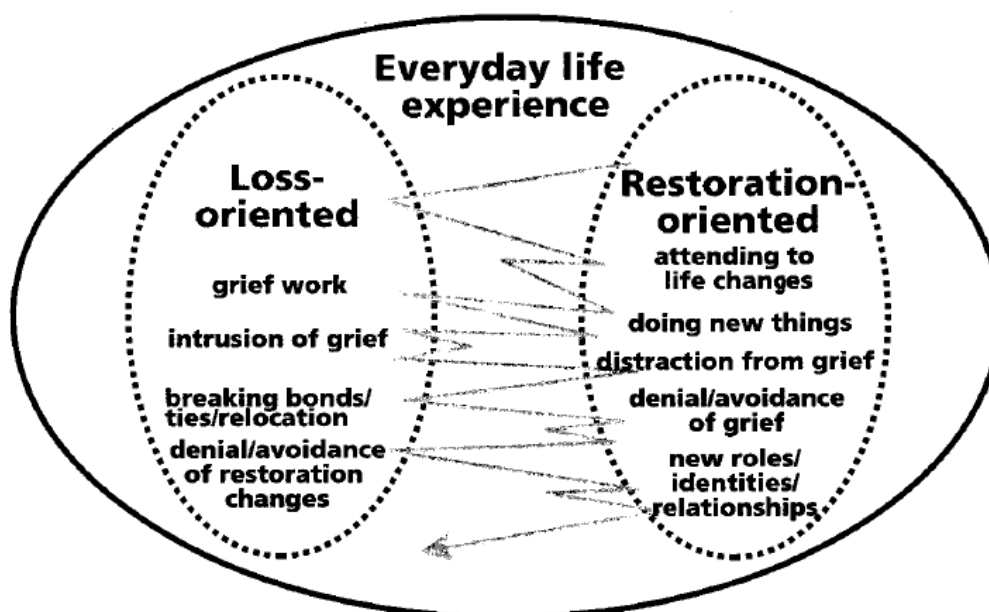 Everyday life
experience
Loss-
oriented
grief work
intrusion of grief
breaking bonds/
ties/relocation
denial/avoidance
of restoration
changes
Restoration-
oriented
attending to
life changes
doing new things
distraction from grief
denial/avoidance
of grief
new roles/
identities/
relationships